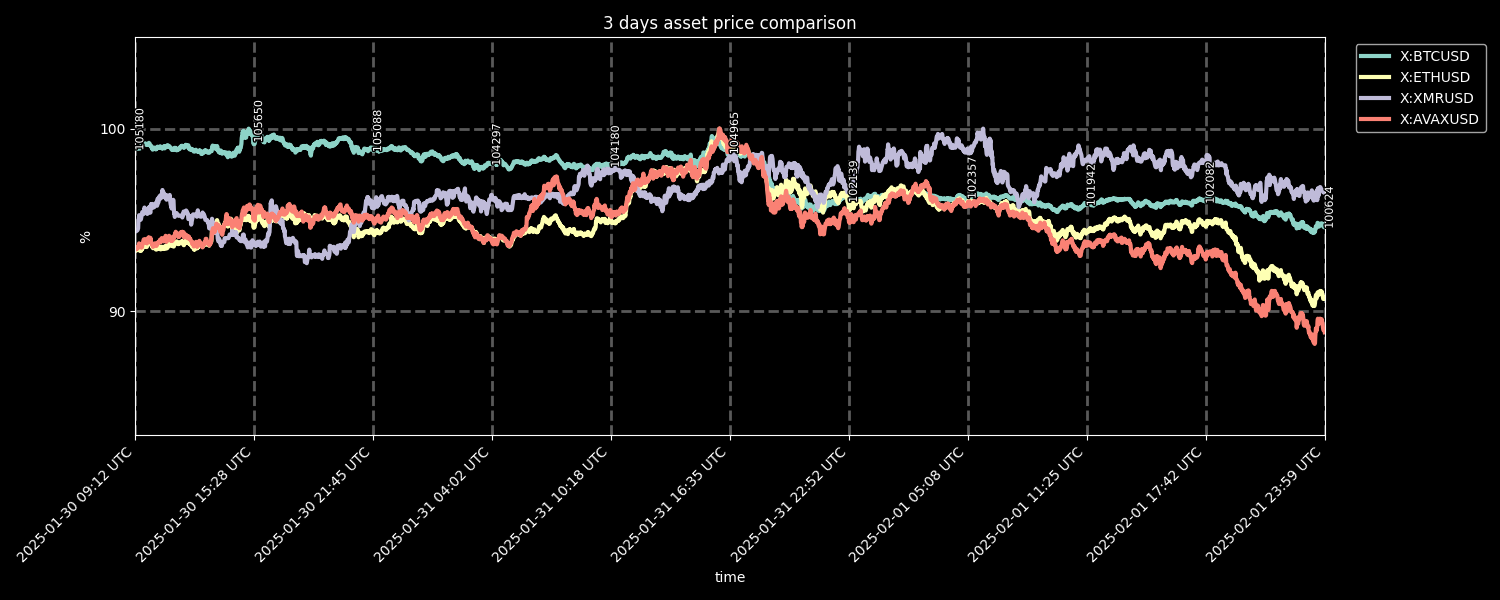 3 days asset price comparison
X:BTCUSD
X:ETHUSD
X:XMRUSD
X:AVAXUSD
100
90
%
105180
105650
105088
104297
104180
104965
102139
102357
101942
102082
100624
2025-01-30 09:12 UTC
2025-01-30 15:28 UTC
2025-01-30 21:45 UTC
2025-01-31 04:02 UTC
2025-01-31 10:18 UTC
2025-01-31 16:35 UTC
2025-01-31 22:52 UTC
2025-02-01 05:08 UTC
2025-02-01 11:25 UTC
2025-02-01 17:42 UTC
2025-02-01 23:59 UTC
time